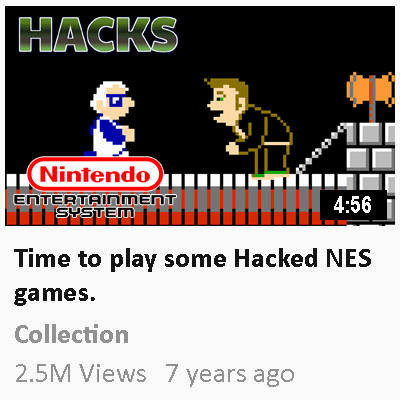 HACKS
Nintendo
ENTERTAINMENT
SYSTEM
4:56
Time to play some Hacked NES
games.
Collection
2.5M Views 7 years ago